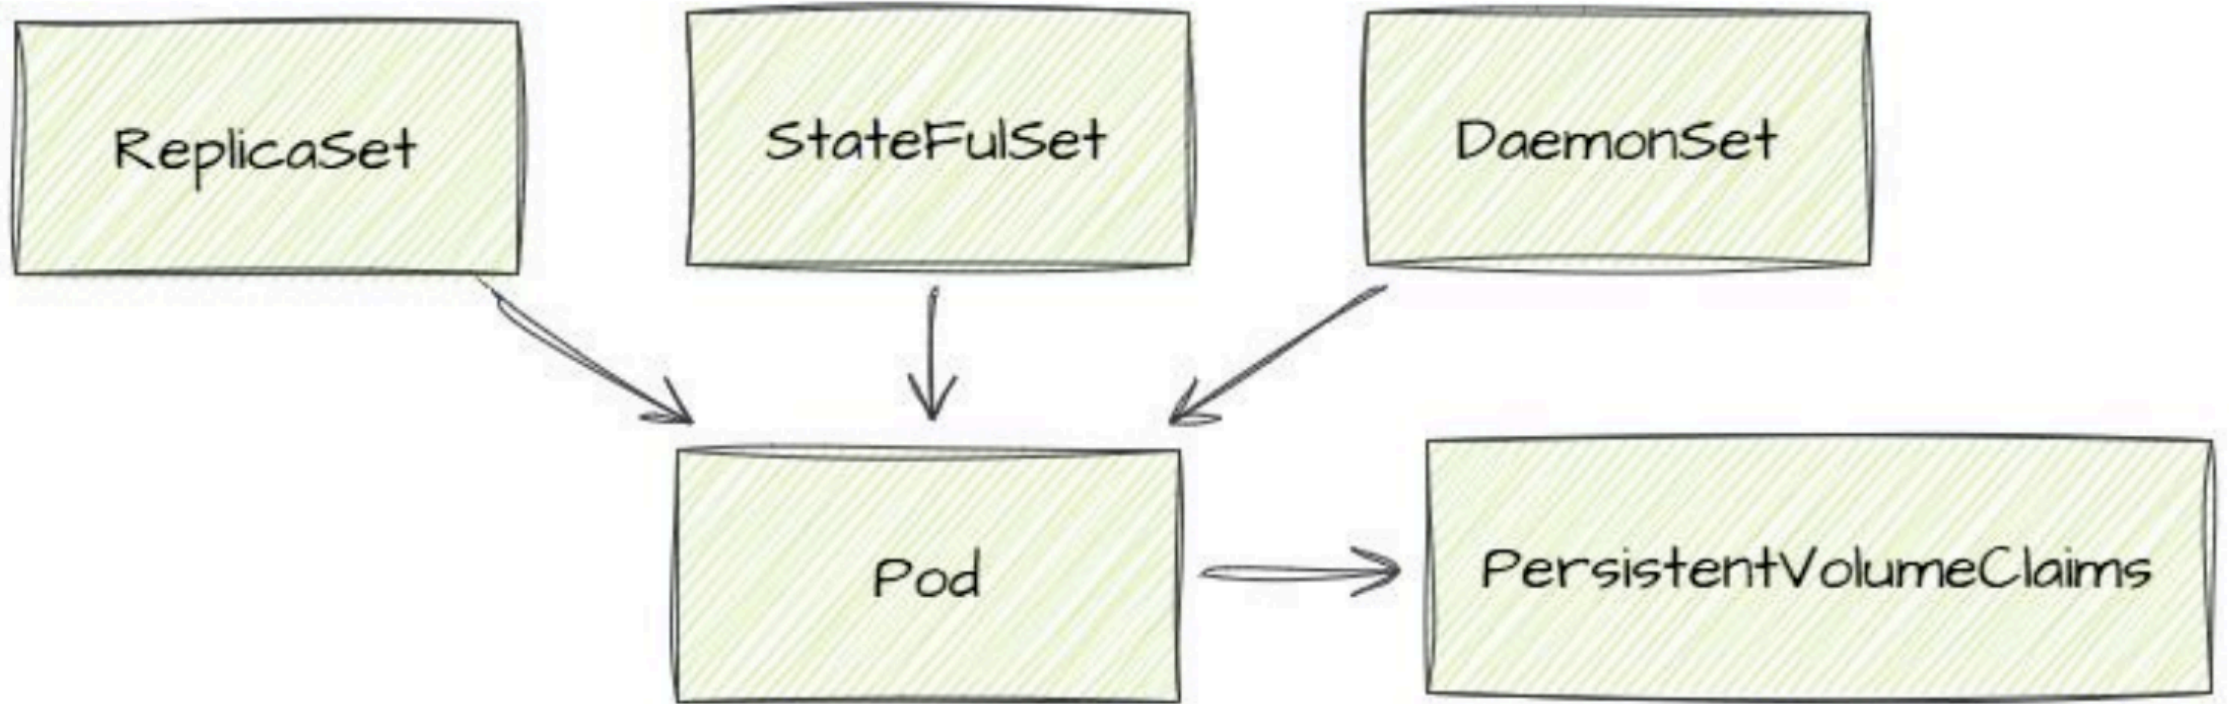 ReplicaSet
StateFulSet
DaemonSet
Pod
PersistentVolumeClaims